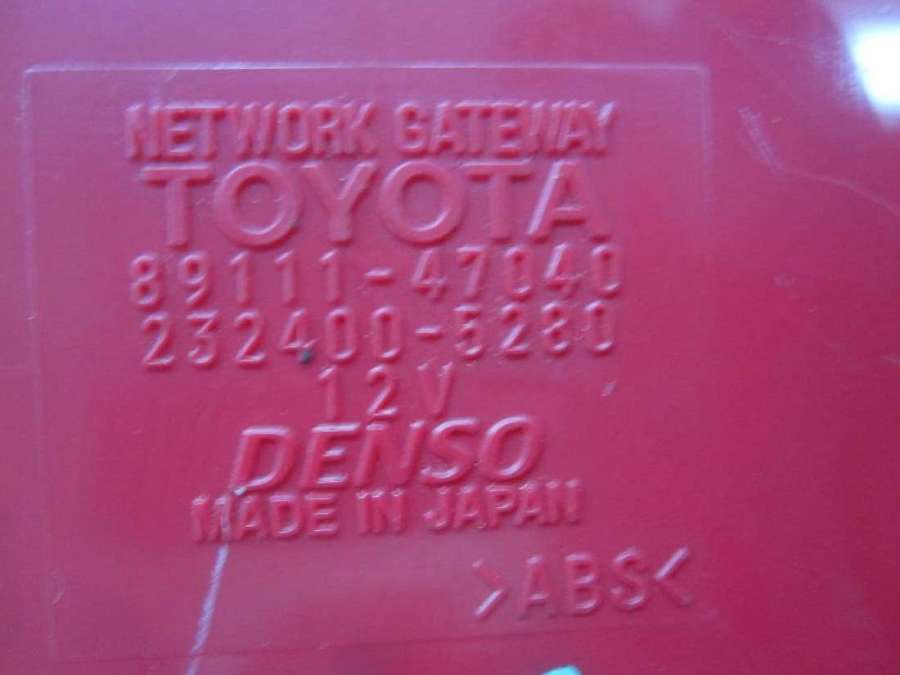 NETWORK GATEWAY
TOYOTA
89111-47040
232400-5280
12V
DENSO
MADE IN JAPAN
>ABS<